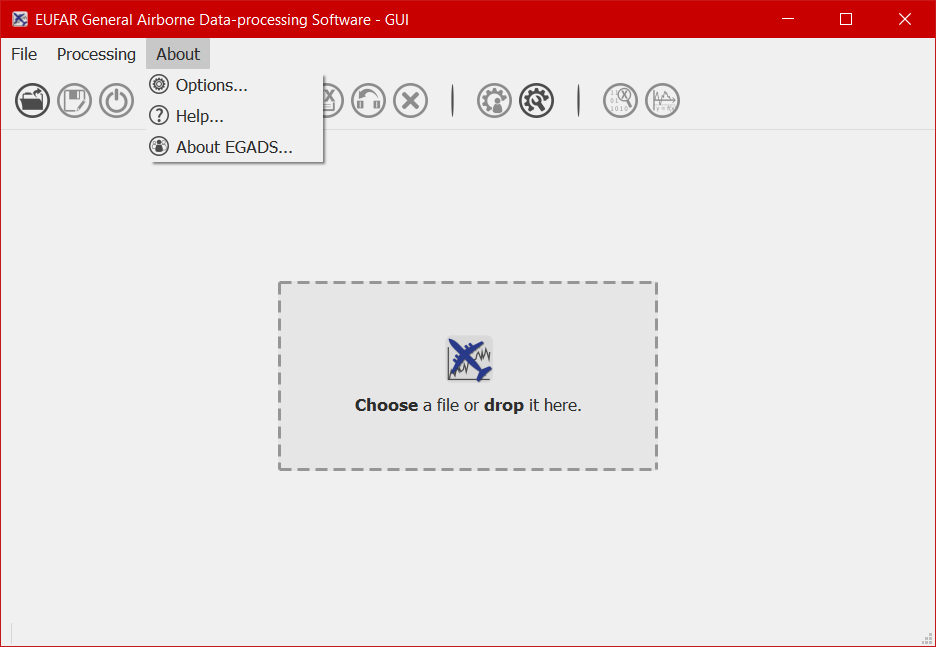 EUFAR General Airborne Data-processing Software - GUI
File Processing About
Options...
Help...
About EGADS...
Choose a file or drop it here.